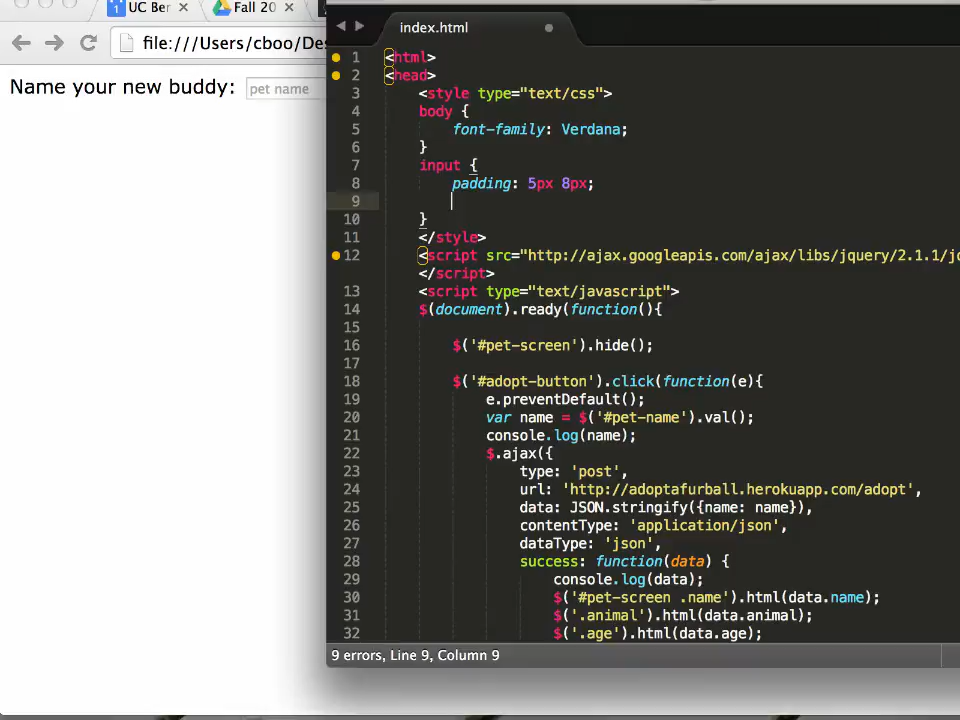 UC Ber
Fall 20
file:///Users/cboo/Des
Name your new buddy: pet name
index.html
1 <html>
2 <head>
3 <style type="text/css">
4 body {
5 font-family: Verdana;
6 }
7 input {
8 padding: 5px 8px;
9
10 }
11 </style>
12 <script src="http://ajax.googleapis.com/ajax/libs/jquery/2.1.1/jq
</script>
13 <script type="text/javascript">
14 $(document).ready(function(){
15
16 $('#pet-screen').hide();
17
18 $('#adopt-button').click(function(e){
19 e.preventDefault();
20 var name = $('#pet-name').val();
21 console.log(name);
22 $.ajax({
23 type: 'post',
24 url: 'http://adoptafurball.herokuapp.com/adopt',
25 data: JSON.stringify({name: name}),
26 contentType: 'application/json',
27 dataType: 'json',
28 success: function(data) {
29 console.log(data);
30 $('#pet-screen .name').html(data.name);
31 $('.animal').html(data.animal);
32 $('.age').html(data.age);
9 errors, Line 9, Column 9